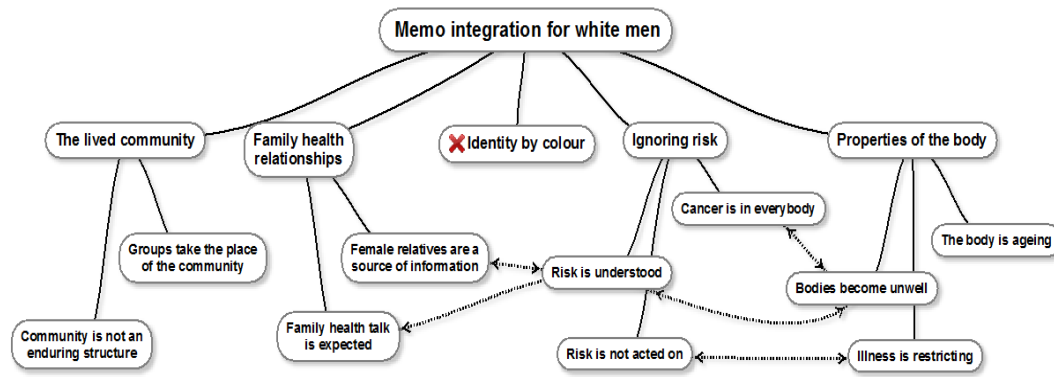 Memo integration for white men
The lived community
Family health
relationships
Identity by colour
Ignoring risk
Properties of the body
Cancer is in everybody
Groups take the place
of the community
Female relatives are a
source of information
Risk is understood
The body is ageing
Bodies become unwell
Community is not an
enduring structure
Family health talk
is expected
Risk is not acted on
Illness is restricting